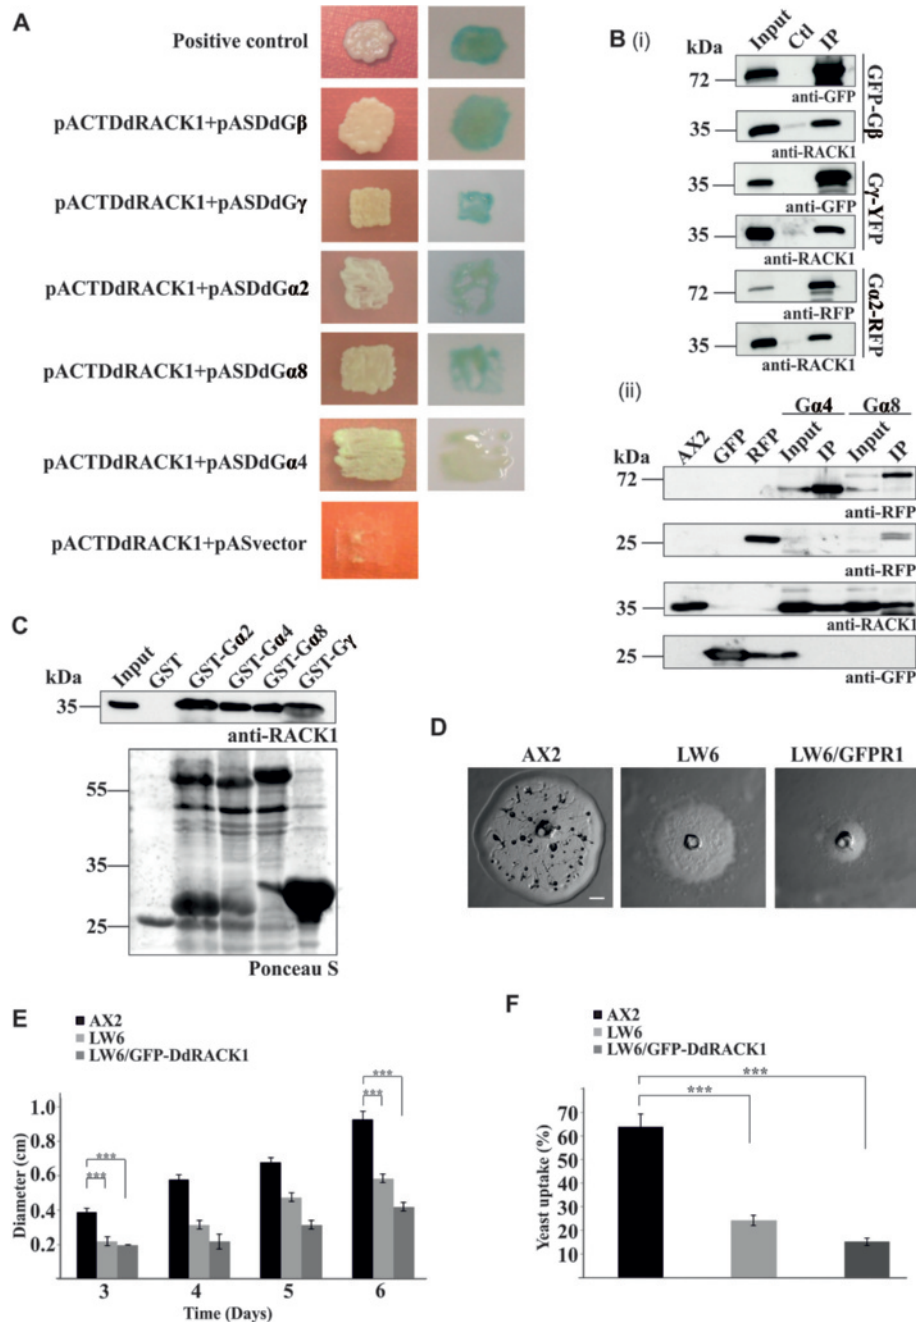 A
Positive control
pACTDdRACK1+pASDdGβ
pACTDdRACK1+pASDdGγ
pACTDdRACK1+pASDdGα2
pACTDdRACK1+pASDdGα8
pACTDdRACK1+pASDdGα4
pACTDdRACK1+pASvector
B (i)
kDa
Input Ctl IP
72
anti-GFP
35
anti-RACK1
GFP-Gβ
35
anti-GFP
35
anti-RACK1
Gγ-YFP
72
anti-RFP
35
anti-RACK1
Gα2-RFP
(ii)
Gα4 Gα8
kDa
AX2 GFP RFP Input IP Input IP
72
anti-RFP
25
anti-RFP
35
anti-RACK1
25
anti-GFP
C
kDa
Input GST GST-Gα2 GST-Gα4 GST-Gα8 GST-Gγ
35
anti-RACK1
55
35
25
Ponceau S
D
AX2 LW6 LW6/GFPR1
E
AX2
LW6
LW6/GFP-DdRACK1
Diameter (cm)
1.0
0.8
0.6
0.4
0.2
*** ***
*** ***
3 4 5 6
Time (Days)
F
AX2
LW6
LW6/GFP-DdRACK1
Yeast uptake (%)
70
60
50
40
30
20
10
***
***